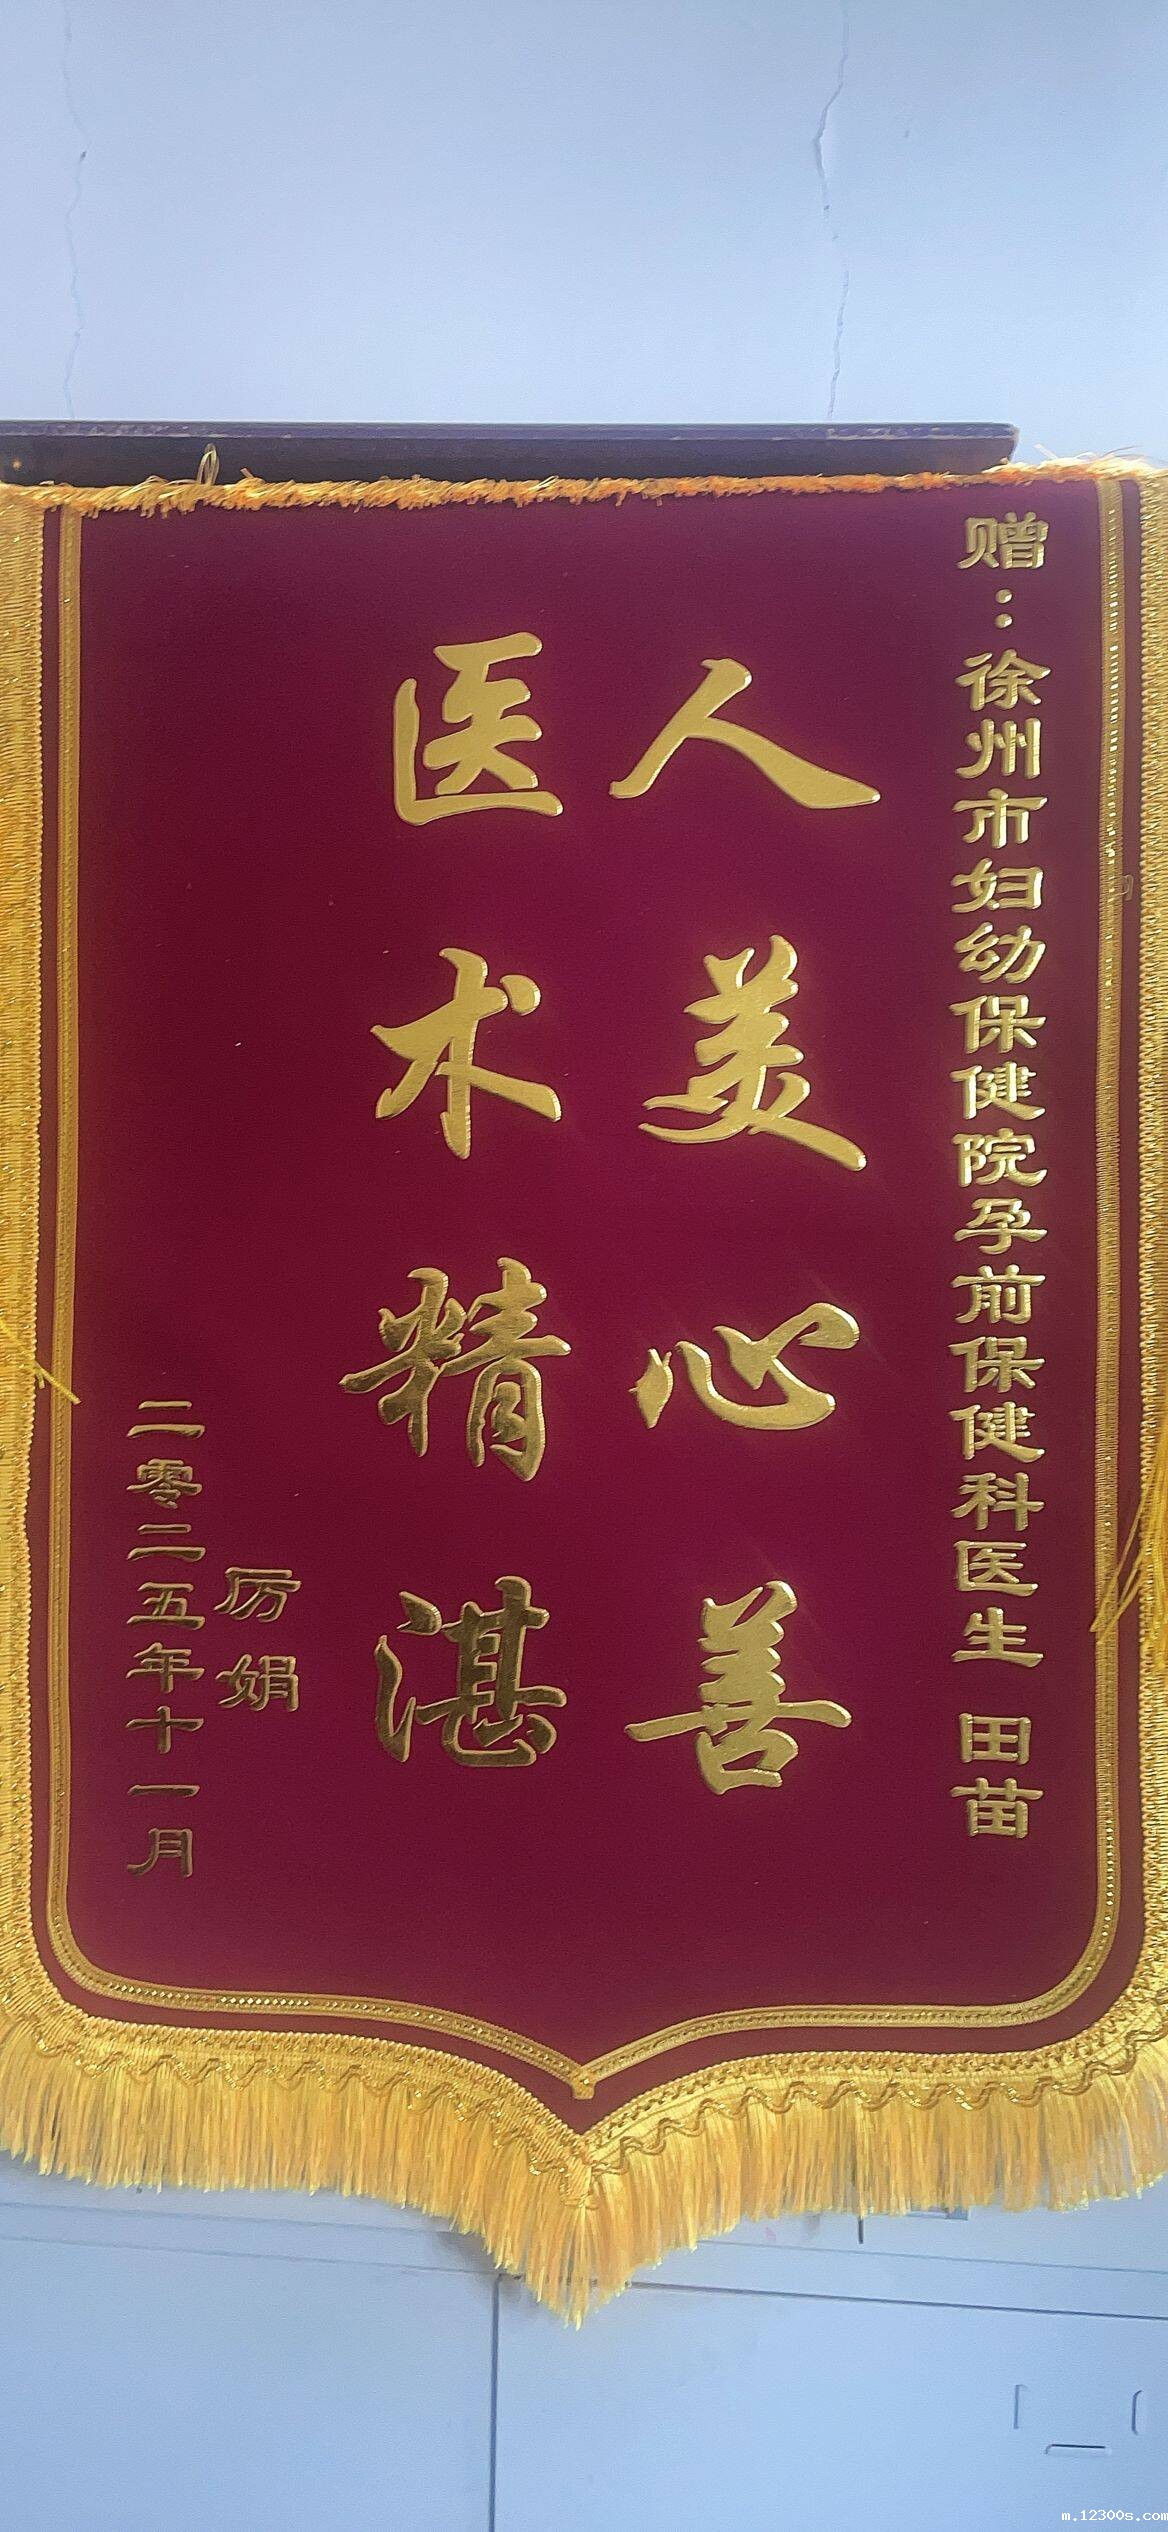 赠：徐州市妇幼保健院孕前保健科医生 田苗
人美心善
医术精湛
厉娟
二零二五年十一月
m.12300s.com